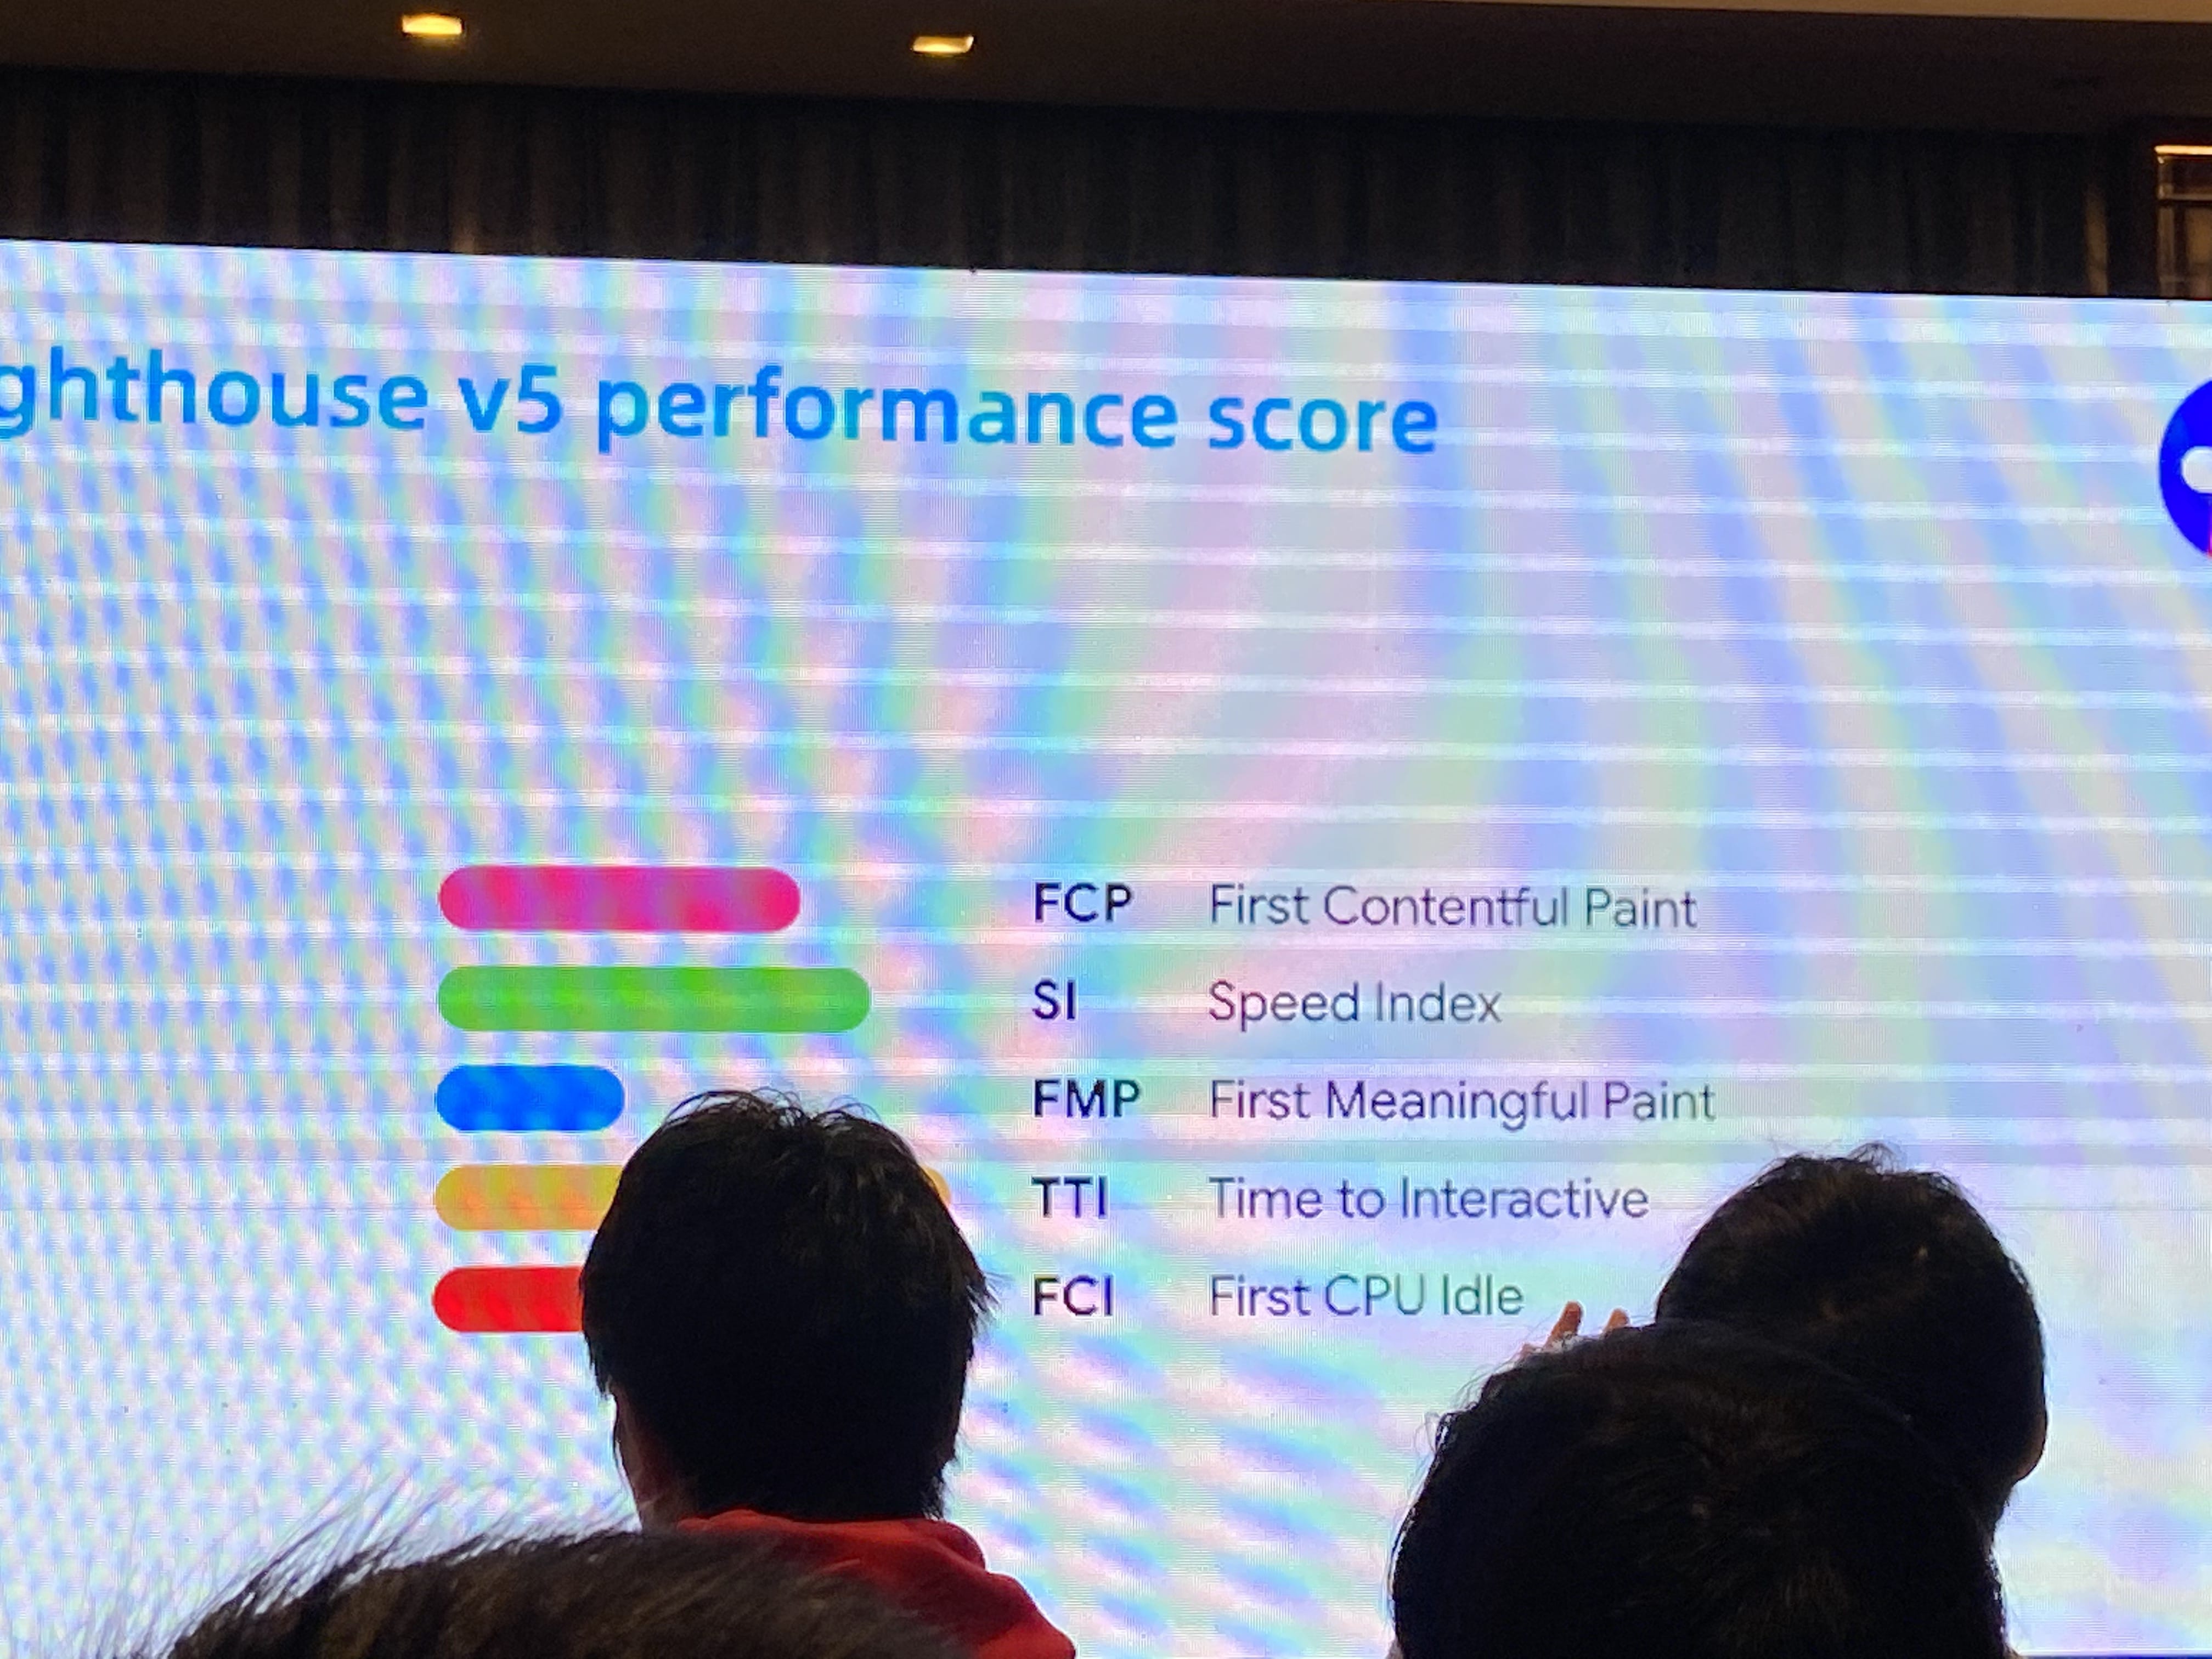 ghthouse v5 performance score
FCP First Contentful Paint
SI Speed Index
FMP First Meaningful Paint
TTI Time to Interactive
FCI First CPU Idle